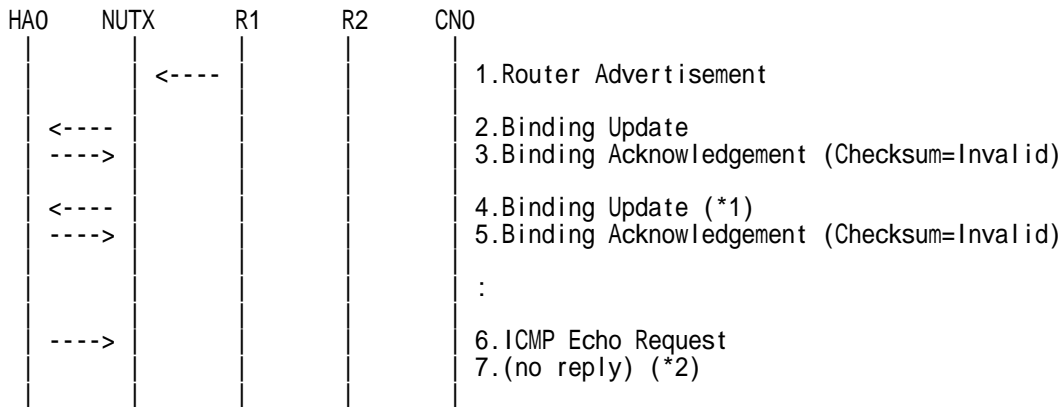 HA0 NUTX R1 R2 CN0
<---- 1.Router Advertisement
<---- 2.Binding Update
----> 3.Binding Acknowledgement (Checksum=Invalid)
<---- 4.Binding Update (*1)
----> 5.Binding Acknowledgement (Checksum=Invalid)
:
----> 6.ICMP Echo Request
7.(no reply) (*2)